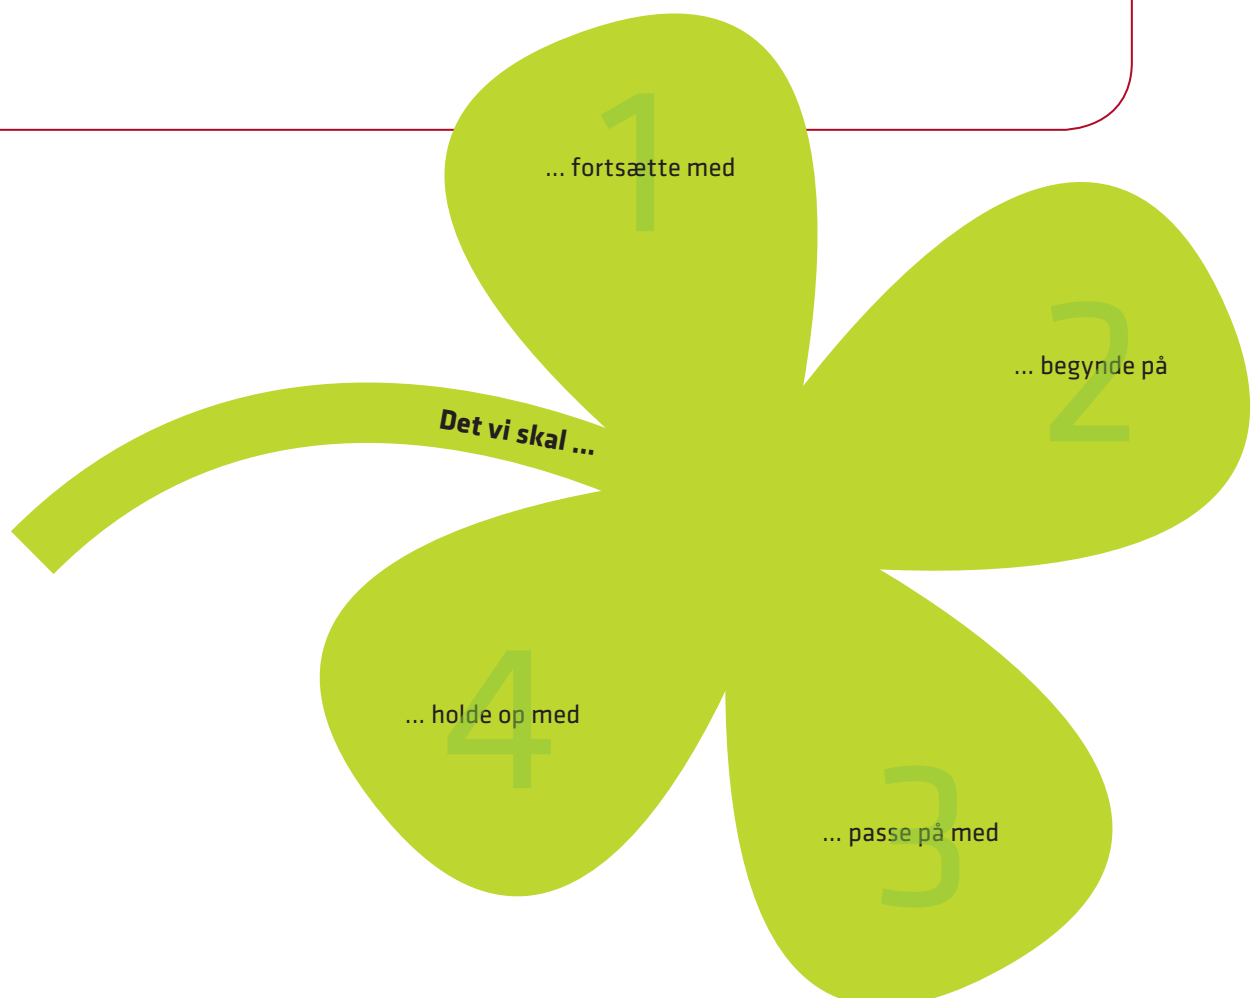 1
... fortsætte med
2
... begynde på
Det vi skal ...
4
... holde op med
3
... passe på med